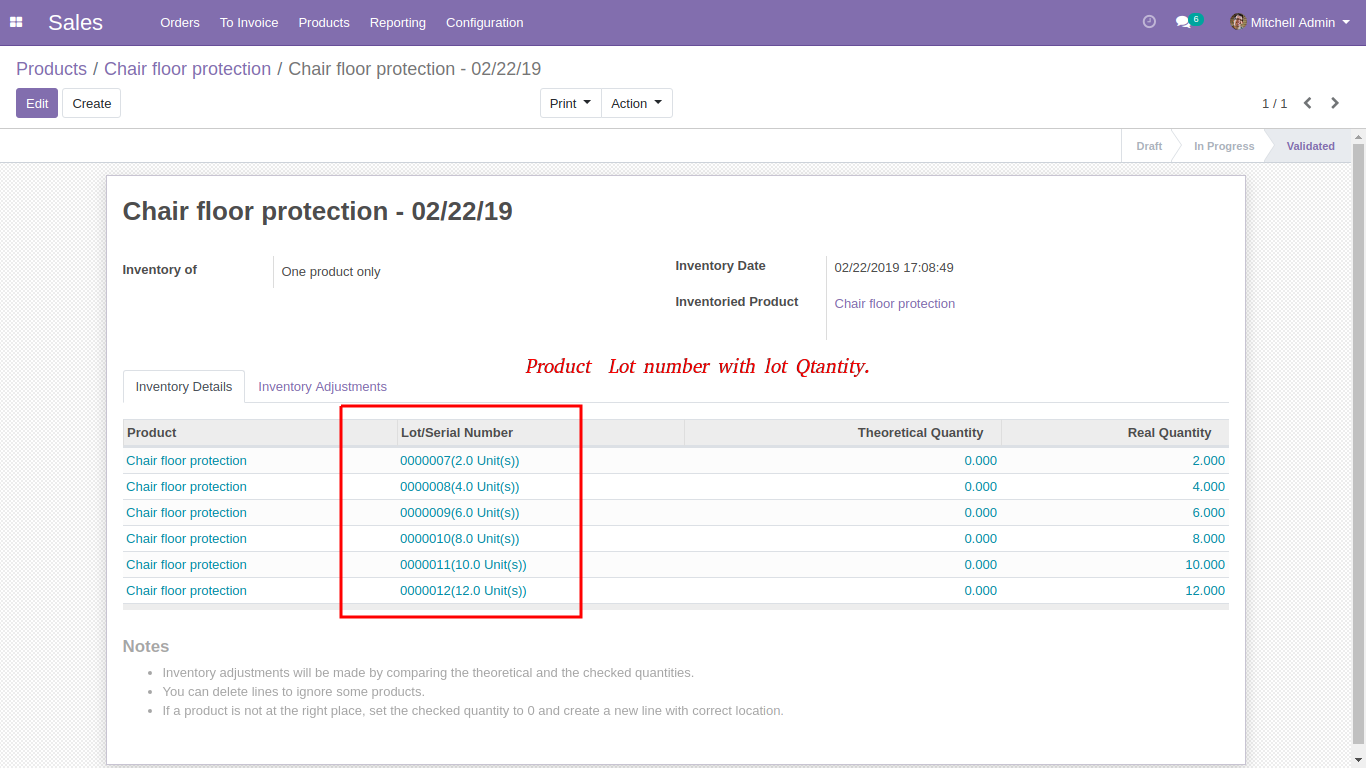 Sales Orders To Invoice Products Reporting Configuration 6 Mitchell Admin
Products / Chair floor protection / Chair floor protection - 02/22/19
Edit Create Print Action 1 / 1
Draft In Progress Validated
Chair floor protection - 02/22/19
Inventory of One product only
Inventory Date 02/22/2019 17:08:49
Inventoried Product Chair floor protection
Product Lot number with lot Qtantity.
Inventory Details Inventory Adjustments
Product Lot/Serial Number Theoretical Quantity Real Quantity
Chair floor protection 0000007(2.0 Unit(s)) 0.000 2.000
Chair floor protection 0000008(4.0 Unit(s)) 0.000 4.000
Chair floor protection 0000009(6.0 Unit(s)) 0.000 6.000
Chair floor protection 0000010(8.0 Unit(s)) 0.000 8.000
Chair floor protection 0000011(10.0 Unit(s)) 0.000 10.000
Chair floor protection 0000012(12.0 Unit(s)) 0.000 12.000
Notes
• Inventory adjustments will be made by comparing the theoretical and the checked quantities.
• You can delete lines to ignore some products.
• If a product is not at the right place, set the checked quantity to 0 and create a new line with correct location.